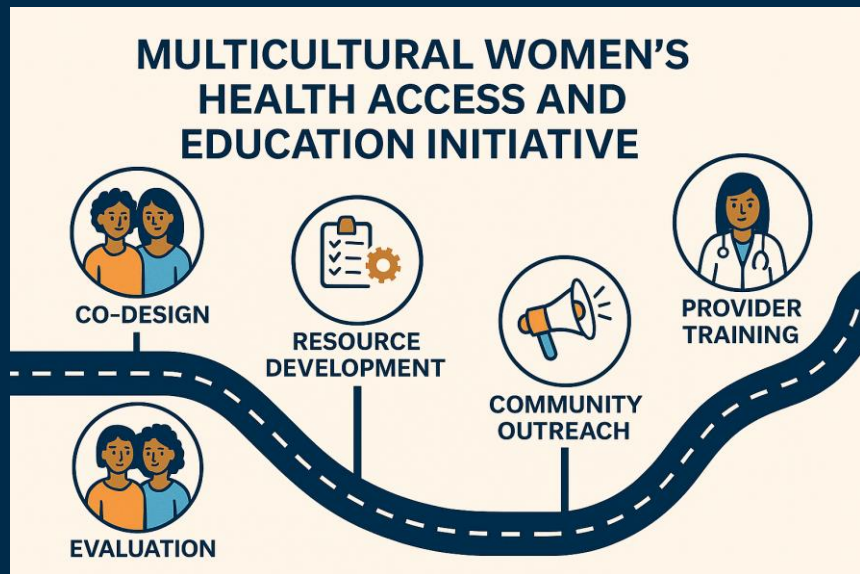 MULTICULTURAL WOMEN'S
HEALTH ACCESS AND
EDUCATION INITIATIVE
CO-DESIGN
RESOURCE
DEVELOPMENT
COMMUNITY
OUTREACH
PROVIDER
TRAINING
EVALUATION